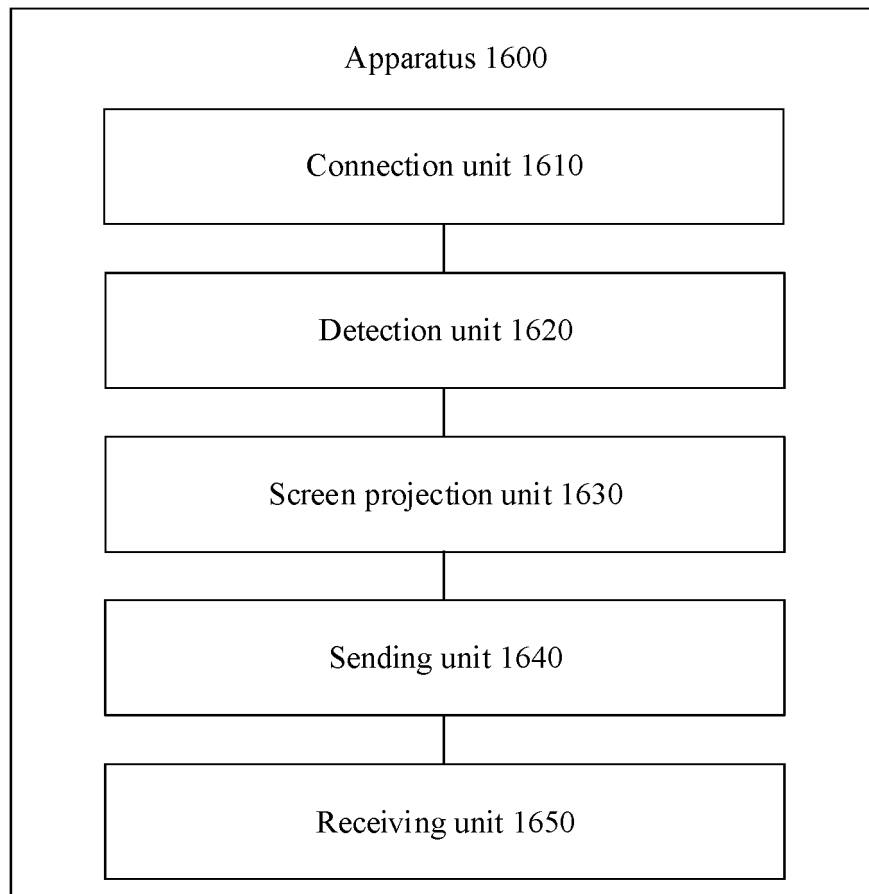 Apparatus 1600
Connection unit 1610
Detection unit 1620
Screen projection unit 1630
Sending unit 1640
Receiving unit 1650